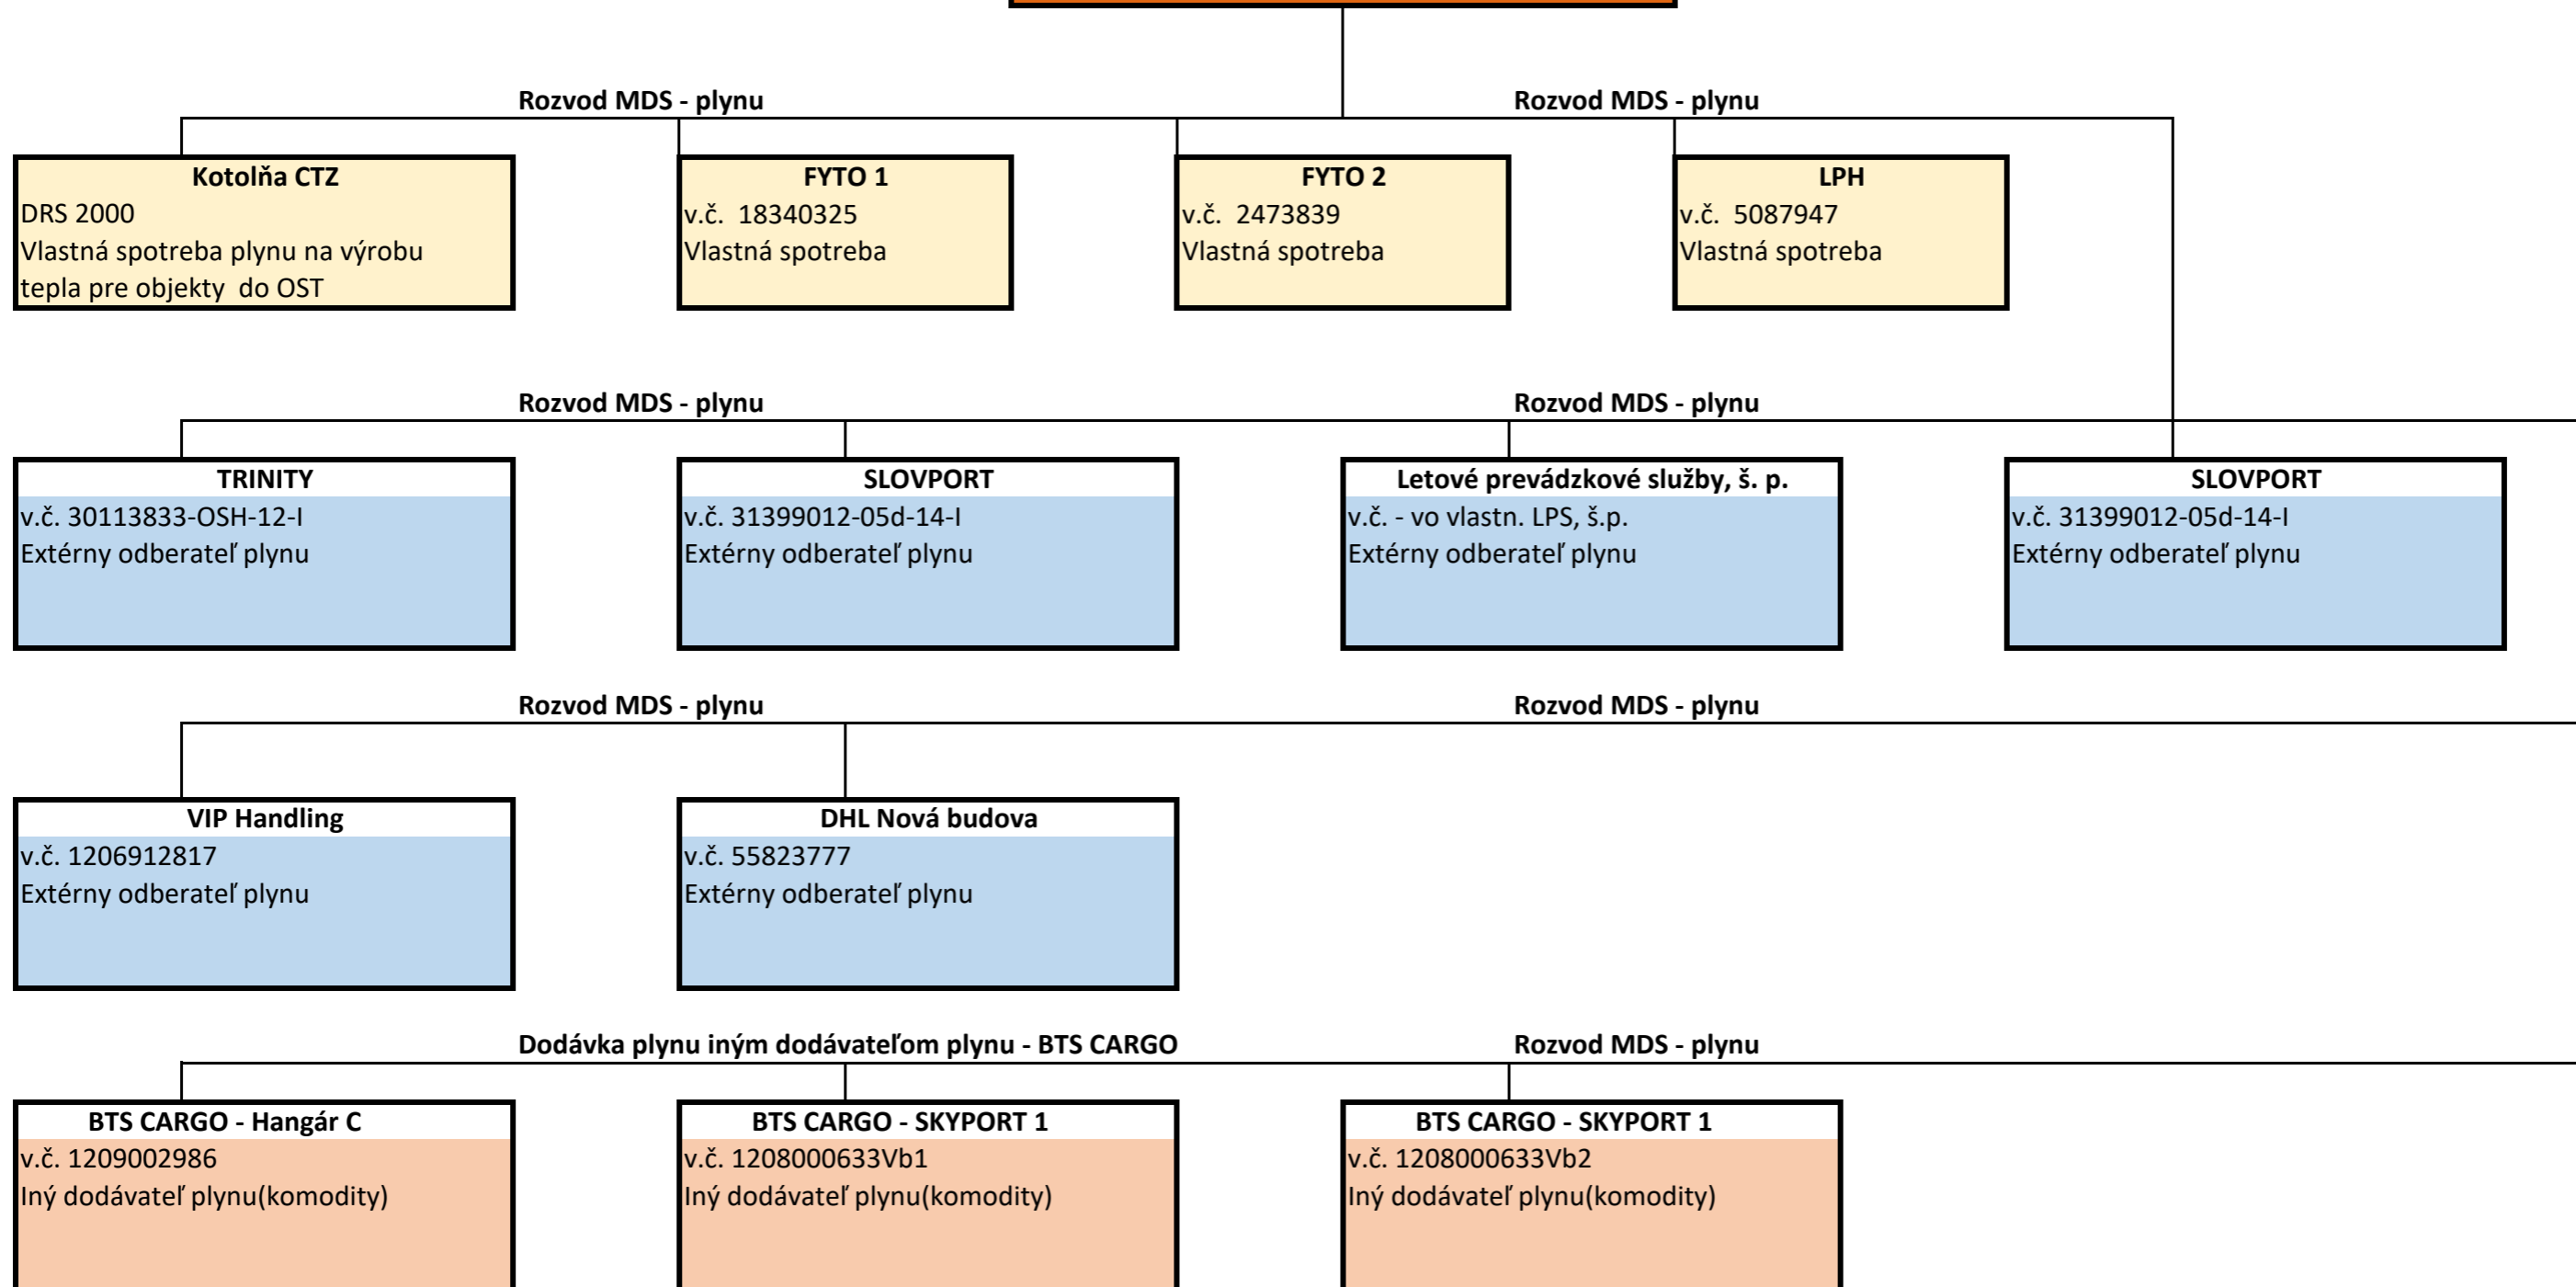 Rozvod MDS - plynu
Rozvod MDS - plynu
Kotolňa CTZ
DRS 2000
Vlastná spotreba plynu na výrobu
tepla pre objekty  do OST
FYTO 1
v.č.  18340325
Vlastná spotreba
FYTO 2
v.č.  2473839
Vlastná spotreba
LPH
v.č.  5087947
Vlastná spotreba
Rozvod MDS - plynu
Rozvod MDS - plynu
TRINITY
v.č. 30113833-OSH-12-I
Extérny odberateľ plynu
SLOVPORT
v.č. 31399012-05d-14-I
Extérny odberateľ plynu
Letové prevádzkové služby, š. p.
v.č. - vo vlastn. LPS, š.p.
Extérny odberateľ plynu
SLOVPORT
v.č. 31399012-05d-14-I
Extérny odberateľ plynu
Rozvod MDS - plynu
Rozvod MDS - plynu
VIP Handling
v.č. 1206912817
Extérny odberateľ plynu
DHL Nová budova
v.č. 55823777
Extérny odberateľ plynu
Dodávka plynu iným dodávateľom plynu - BTS CARGO
Rozvod MDS - plynu
BTS CARGO - Hangár C
v.č. 1209002986
Iný dodávateľ plynu(komodity)
BTS CARGO - SKYPORT 1
v.č. 1208000633Vb1
Iný dodávateľ plynu(komodity)
BTS CARGO - SKYPORT 1
v.č. 1208000633Vb2
Iný dodávateľ plynu(komodity)